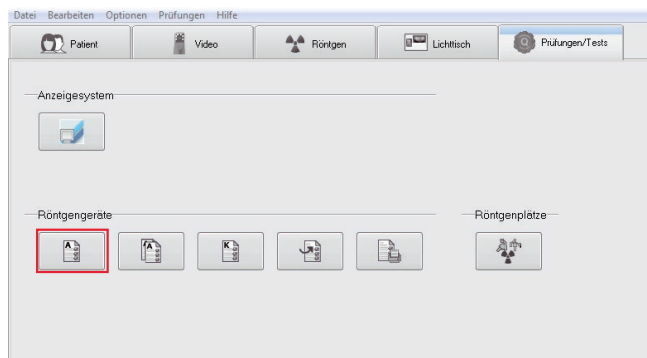 Datei Bearbeiten Optionen Prüfungen Hilfe
Patient Video Röntgen Lichttisch Q Prüfungen/Tests
Anzeigesystem
Röntgengeräte Röntgenplätze
A A K